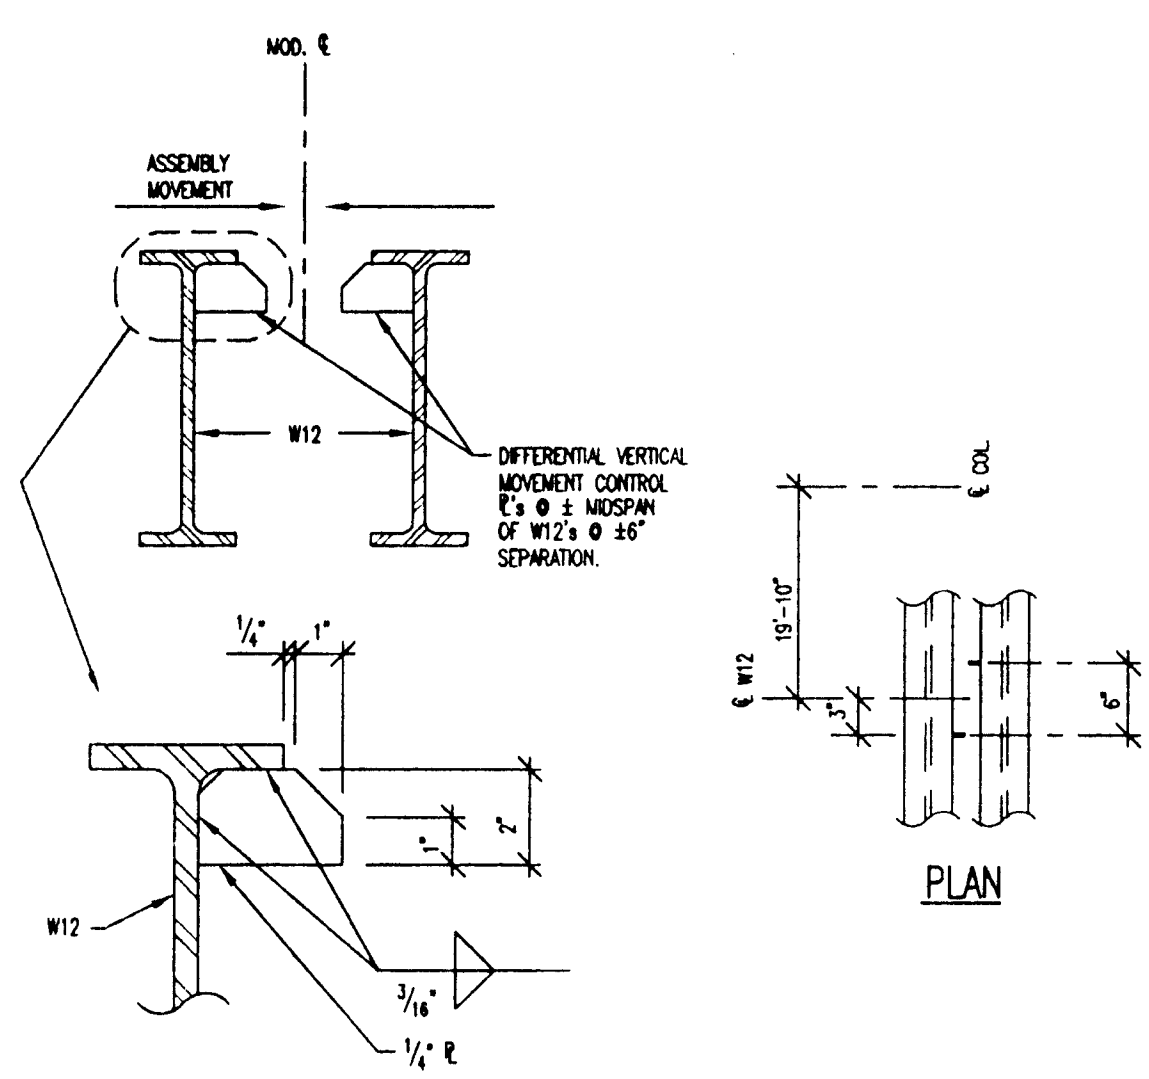 MOD. ℄
ASSEMBLY
MOVEMENT
W12
DIFFERENTIAL VERTICAL
MOVEMENT CONTROL
℄'s @ ± MIDSPAN
OF W12's @ ±6"
SEPARATION.
1/4" 1"
1"
2"
W12
3/16"
1/4" ℄
℄ COL
19'-10"
℄ W12
3"
6"
PLAN